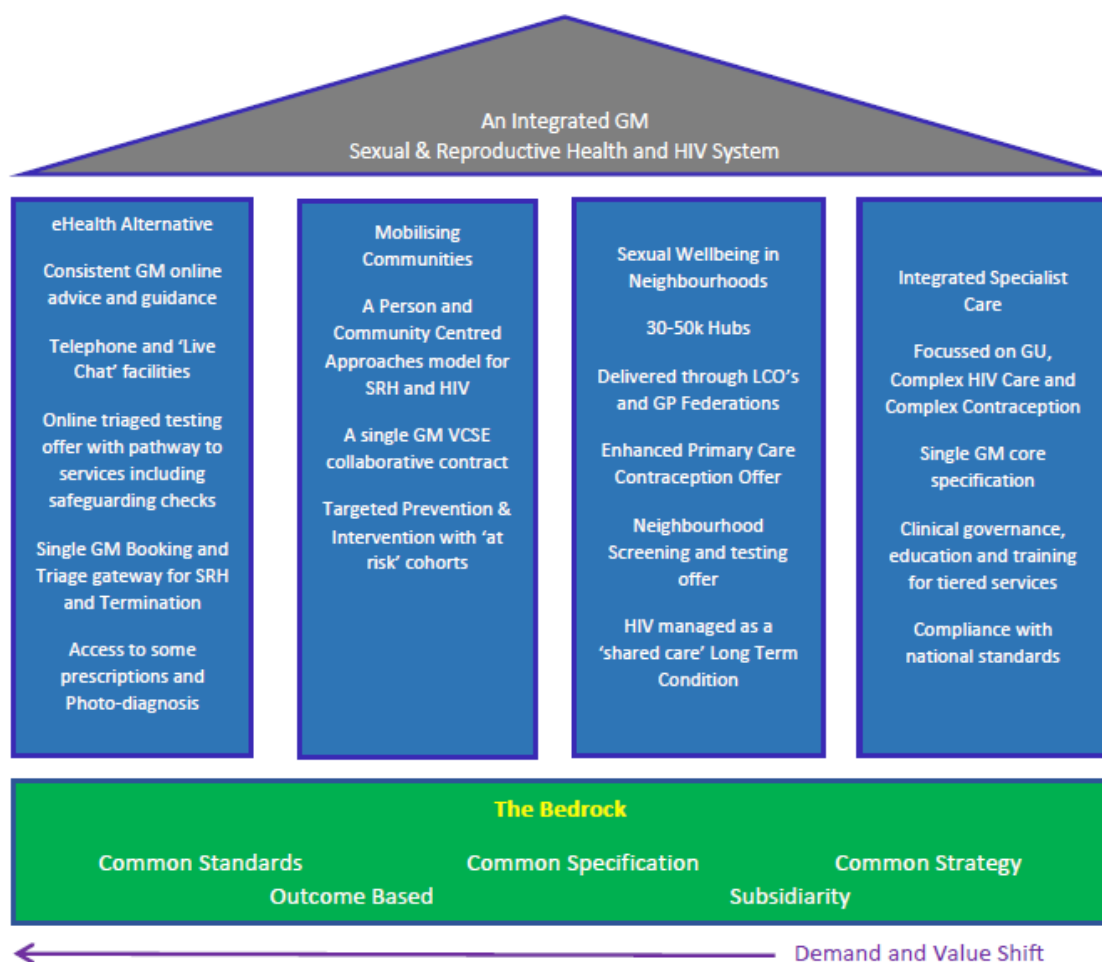 An Integrated GM
Sexual & Reproductive Health and HIV System
eHealth Alternative
Consistent GM online
advice and guidance
Telephone and ‘Live
Chat’ facilities
Online triaged testing
offer with pathway to
services including
safeguarding checks
Single GM Booking and
Triage gateway for SRH
and Termination
Access to some
prescriptions and
Photo-diagnosis
Mobilising
Communities
A Person and
Community Centred
Approaches model for
SRH and HIV
A single GM VCSE
collaborative contract
Targeted Prevention &
Intervention with ‘at
risk’ cohorts
Sexual Wellbeing in
Neighbourhoods
30-50k Hubs
Delivered through LCO’s
and GP Federations
Enhanced Primary Care
Contraception Offer
Neighbourhood
Screening and testing
offer
HIV managed as a
‘shared care’ Long Term
Condition
Integrated Specialist
Care
Focussed on GU,
Complex HIV Care and
Complex Contraception
Single GM core
specification
Clinical governance,
education and training
for tiered services
Compliance with
national standards
The Bedrock
Common Standards Common Specification Common Strategy
Outcome Based Subsidiarity
Demand and Value Shift